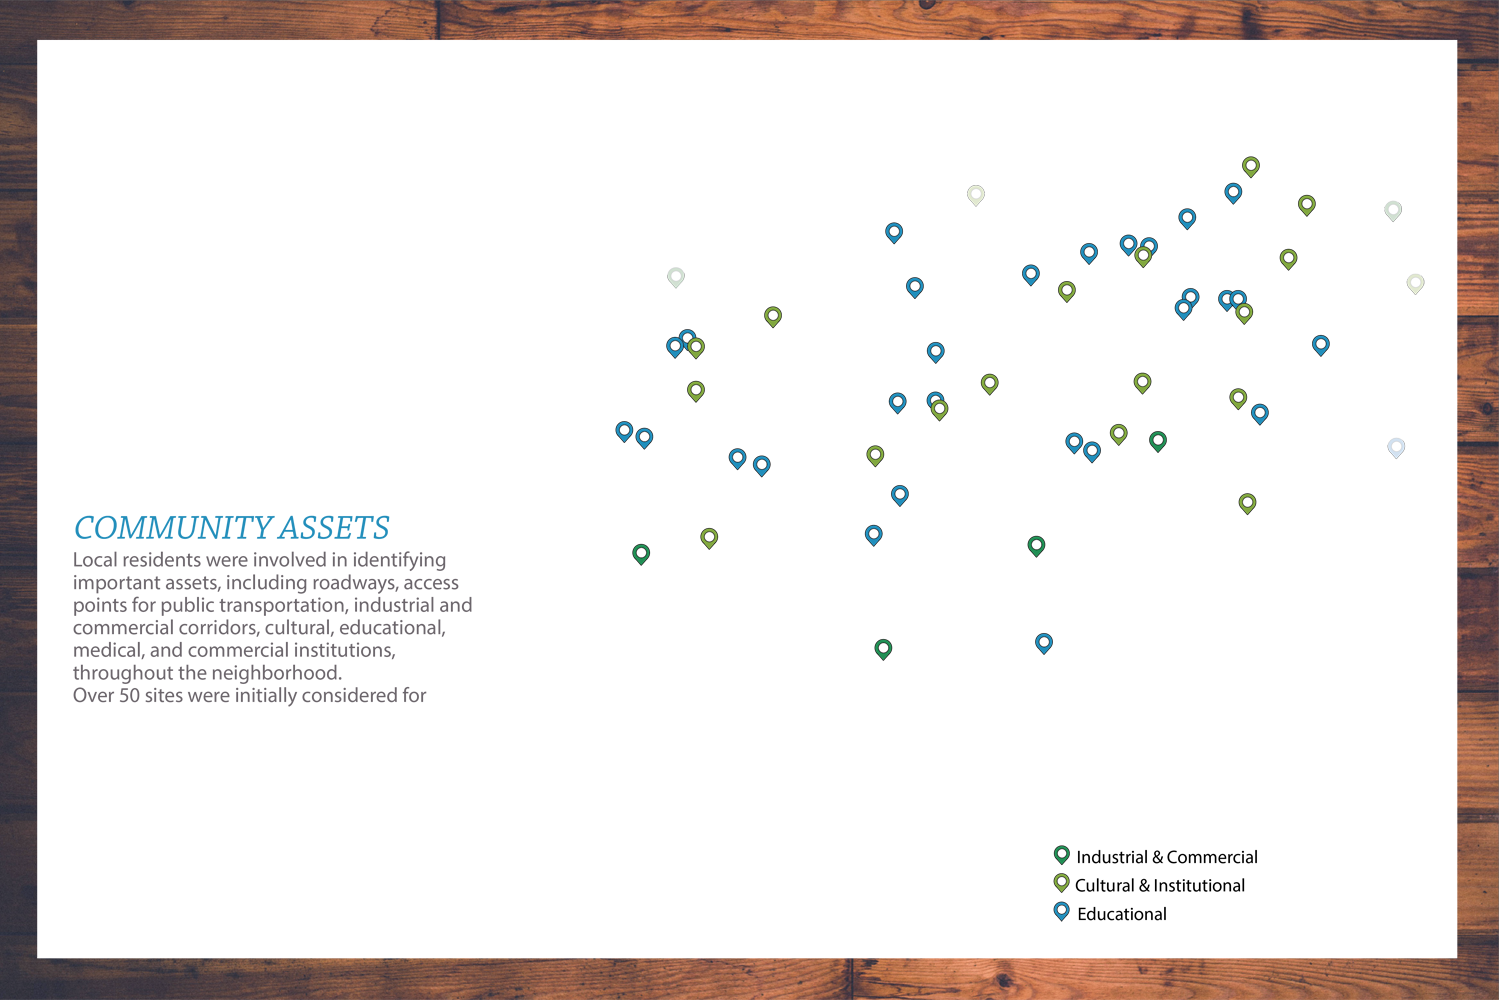 COMMUNITY ASSETS
Local residents were involved in identifying
important assets, including roadways, access
points for public transportation, industrial and
commercial corridors, cultural, educational,
medical, and commercial institutions,
throughout the neighborhood.
Over 50 sites were initially considered for
Industrial & Commercial
Cultural & Institutional
Educational